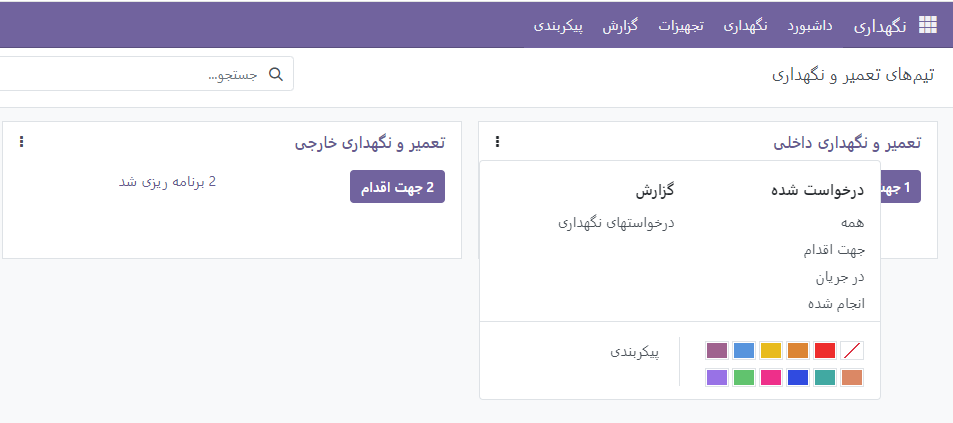 نگهداری داشبورد نگهداری تجهیزات گزارش پیکربندی
تیم‌های تعمیر و نگهداری
جستجو...
تعمیر و نگهداری داخلی
1 جهت
درخواست شده
همه
جهت اقدام
در جریان
انجام شده
گزارش
درخواستهای نگهداری
پیکربندی
تعمیر و نگهداری خارجی
2 جهت اقدام
2 برنامه ریزی شد